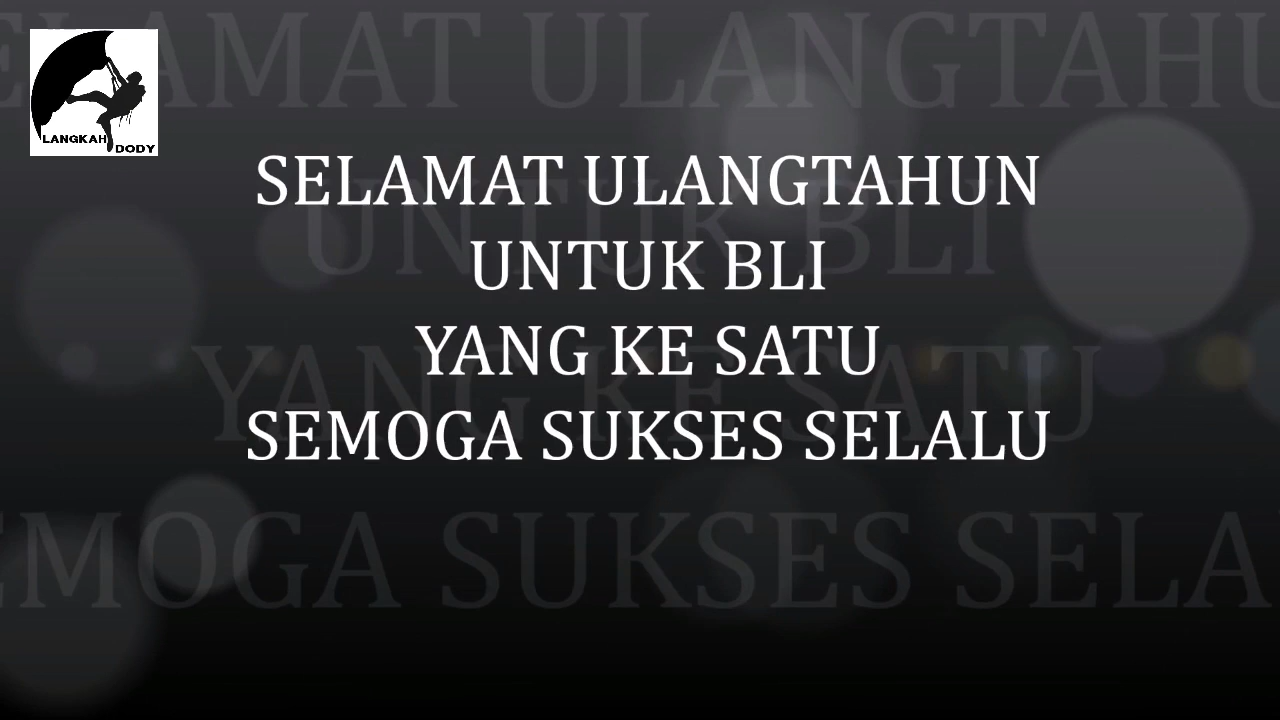 LANGKAH
DODY
SELAMAT ULANGTAHUN
UNTUK BLI
YANG KE SATU
SEMOGA SUKSES SELALU